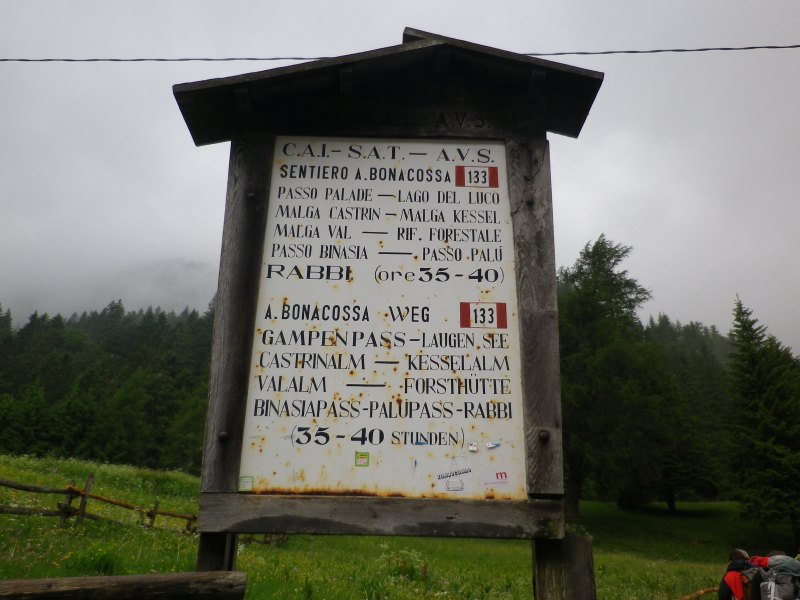 A.V.S.
C.A.I.-S.A.T.-A.V.S.
SENTIERO A.BONACOSSA 133
PASSO PALADE-LAGO DEL LUCO
MALGA CASTRIN-MALGA KESSEL
MALGA VAL - RIF. FORESTALE
PASSO BINASIA - PASSO PALÚ
RABBI (ore 35-40)
A.BONACOSSA WEG 133
GAMPENPASS-LAUGEN SEE
CASTRINALM - KESSELALM
VALALM - FORSTHÜTTE
BINASIAPASS-PALÚPASS-RABBI
(35-40 STUNDEN)
m